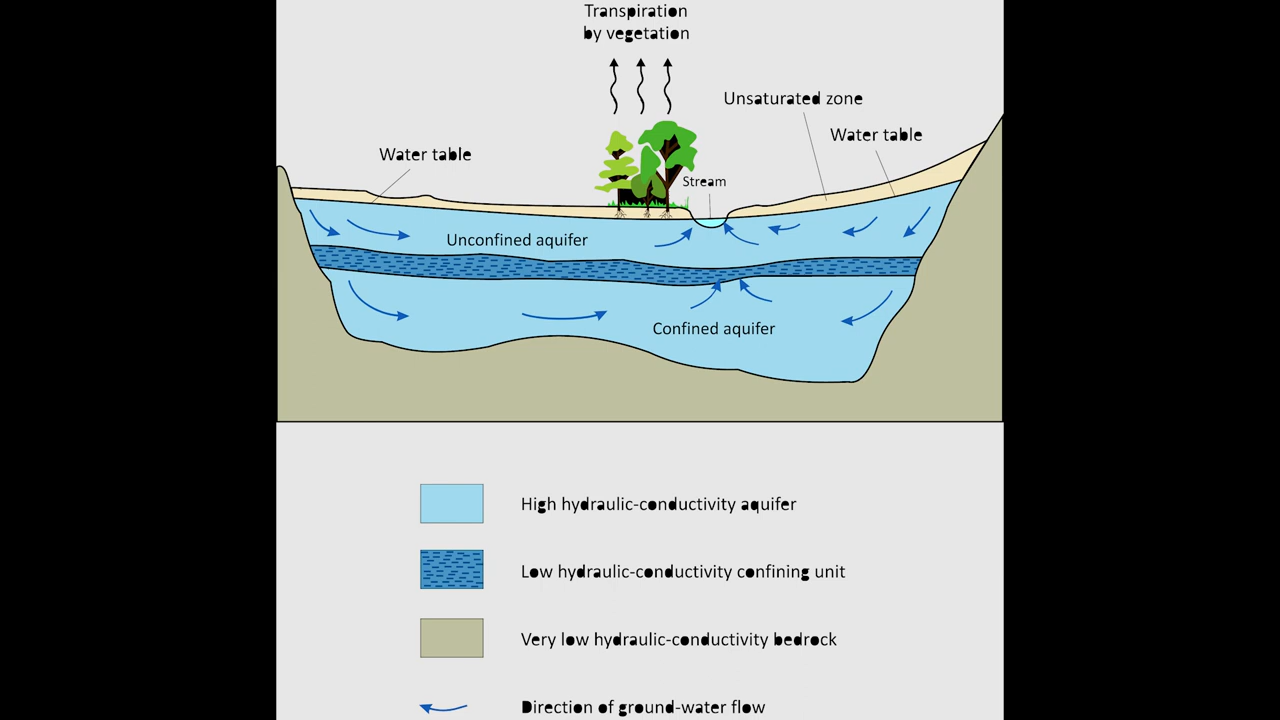 Transpiration
by vegetation
Unsaturated zone
Water table
Water table
Stream
Unconfined aquifer
Confined aquifer
High hydraulic-conductivity aquifer
Low hydraulic-conductivity confining unit
Very low hydraulic-conductivity bedrock
Direction of ground-water flow